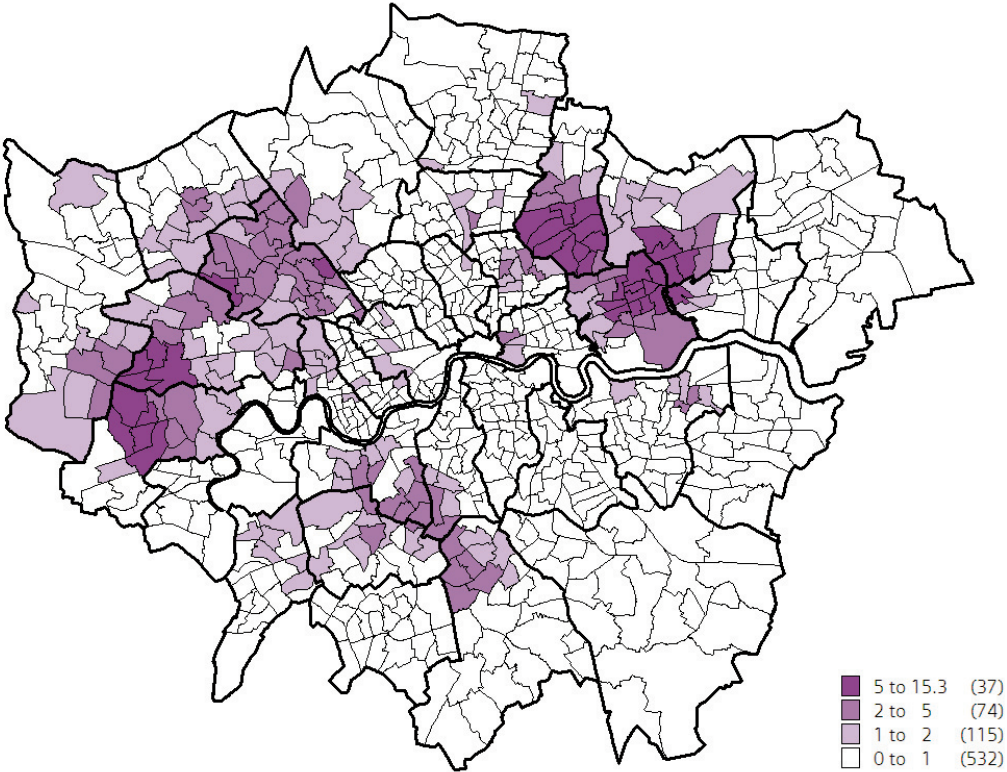 5 to 15.3 (37)
2 to 5 (74)
1 to 2 (115)
0 to 1 (532)